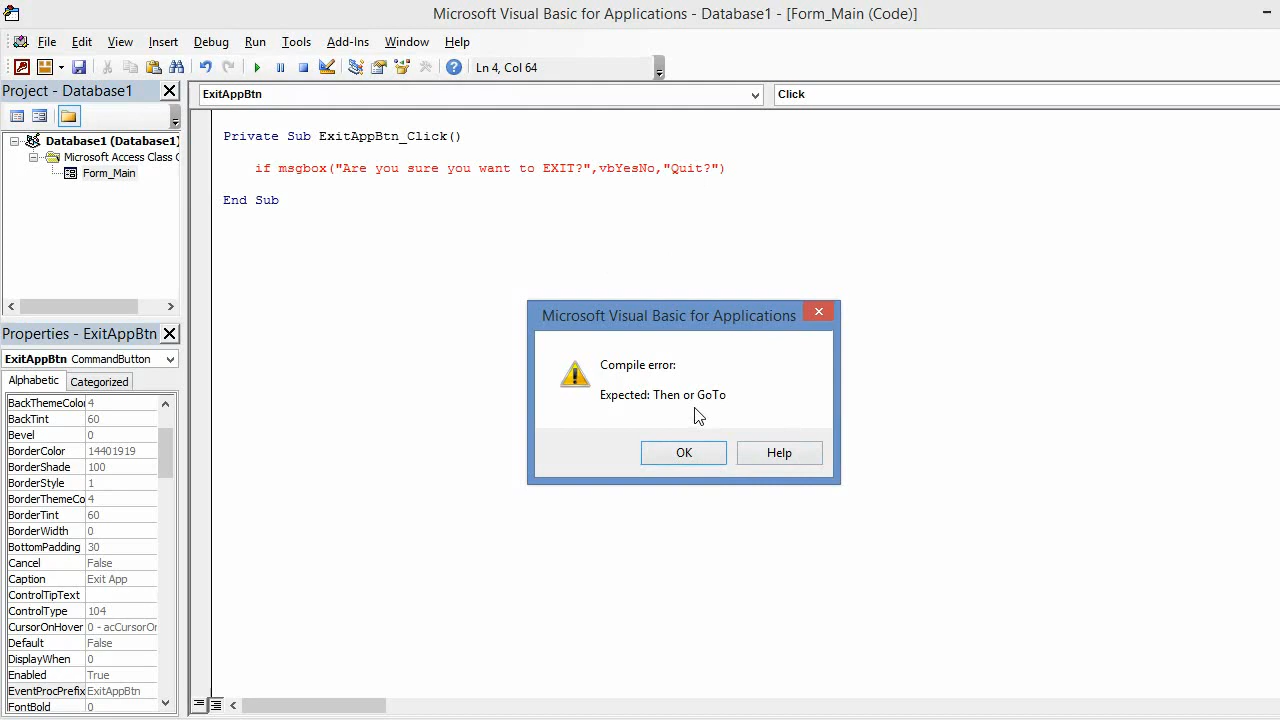 Microsoft Visual Basic for Applications - Database1 - [Form_Main (Code)]
File Edit View Insert Debug Run Tools Add-Ins Window Help
Ln 4, Col 64
Project - Database1
ExitAppBtn Click
Database1 (Database1)
Microsoft Access Class
Form_Main
Private Sub ExitAppBtn_Click()
if msgbox("Are you sure you want to EXIT?",vbYesNo,"Quit?")
End Sub
Microsoft Visual Basic for Applications
Compile error:
Expected: Then or GoTo
OK Help
Properties - ExitAppBtn
ExitAppBtn CommandButton
Alphabetic Categorized
BackThemeColo 4
BackTint 60
Bevel 0
BorderColor 14401919
BorderShade 100
BorderStyle 1
BorderThemeCo 4
BorderTint 60
BorderWidth 0
BottomPadding 30
Cancel False
Caption Exit App
ControlTipText
ControlType 104
CursorOnHover 0 - acCursorOn
Default False
DisplayWhen 0
Enabled True
EventProcPrefix ExitAppBtn
FontBold 0